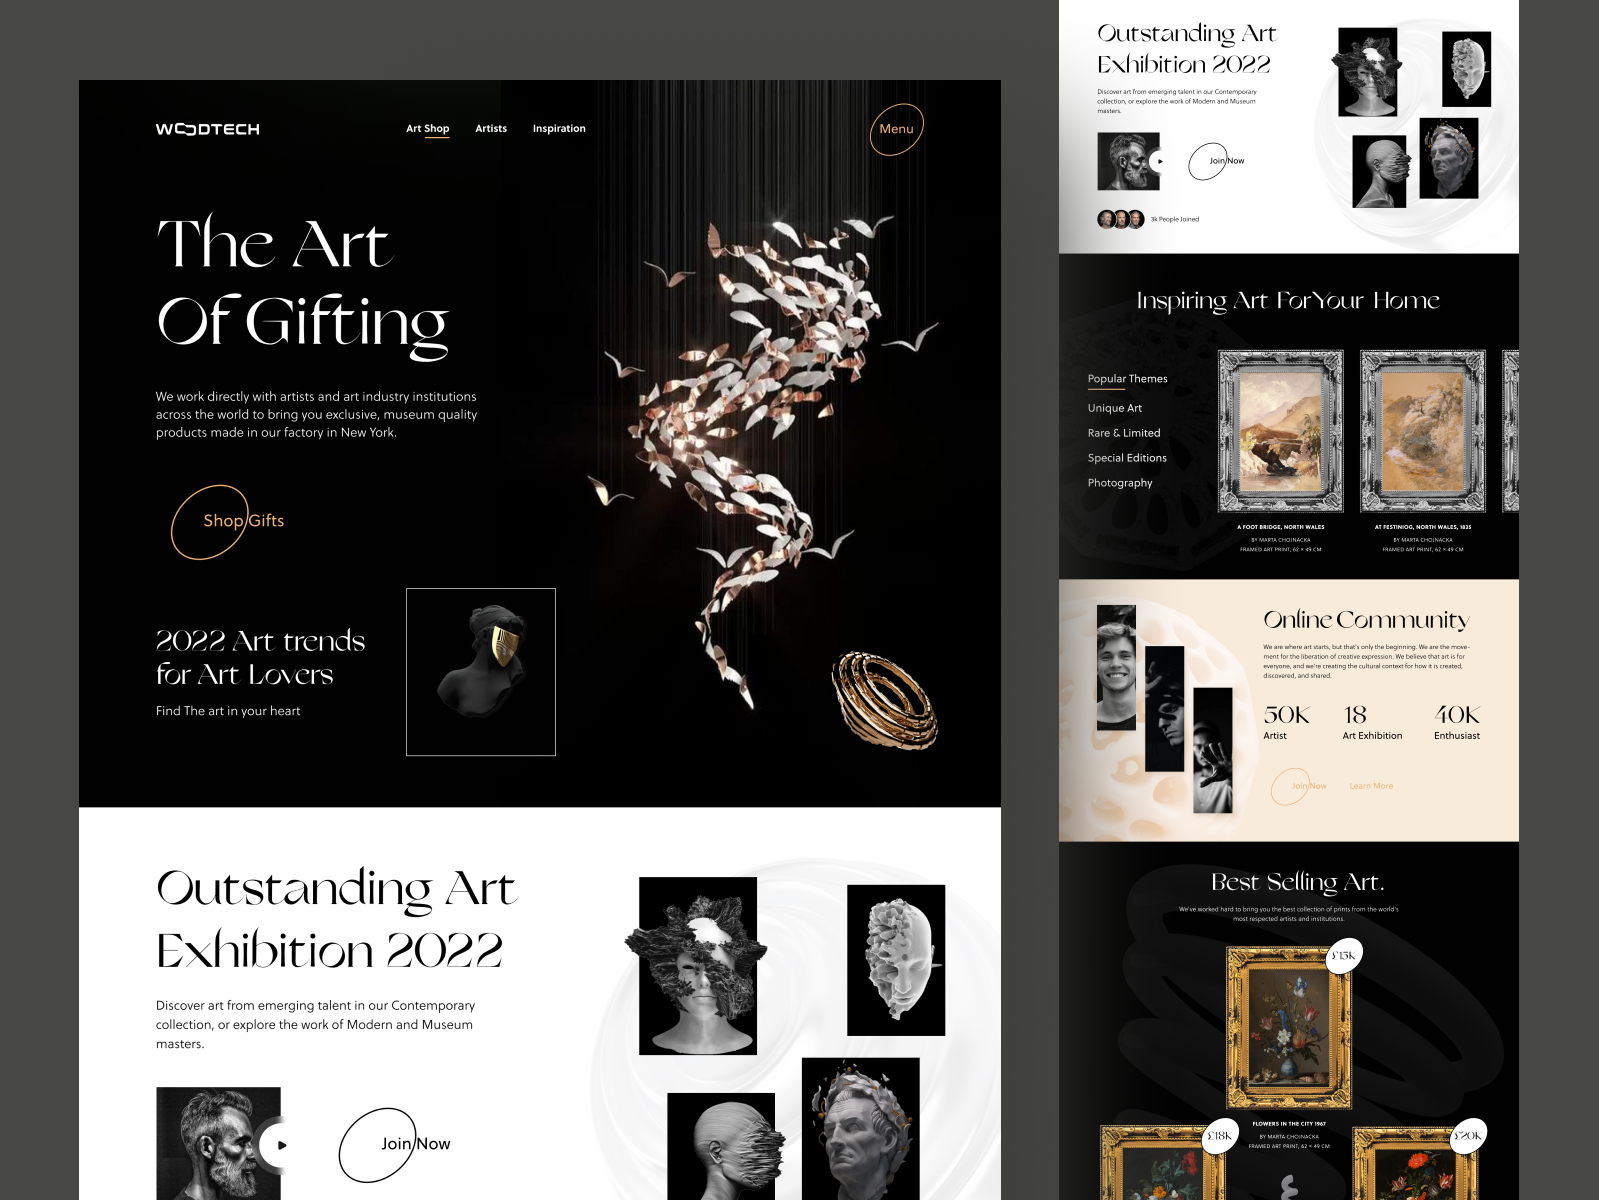 WOODTECH
Art Shop
Artists
Inspiration
Menu
The Art
Of Gifting
We work directly with artists and art industry institutions
across the world to bring you exclusive, museum quality
products made in our factory in New York.
Shop Gifts
2022 Art trends
for Art Lovers
Find The art in your heart
Outstanding Art
Exhibition 2022
Discover art from emerging talent in our Contemporary
collection, or explore the work of Modern and Museum
masters.
Join Now
Outstanding Art
Exhibition 2022
Discover art from emerging talent in our Contemporary
collection, or explore the work of Modern and Museum
masters.
Join Now
3k People Joined
Inspiring Art ForYour Home
Popular Themes
Unique Art
Rare & Limited
Special Editions
Photography
A FOOT BRIDGE, NORTH WALES
BY MARTA CHOJNACKA
FRAMED ART PRINT, 62 × 49 CM
AT FESTINIOG, NORTH WALES, 1835
BY MARTA CHOJNACKA
FRAMED ART PRINT, 62 × 49 CM
Online Community
We are where art starts, but that's only the beginning. We are the move-
ment for the liberation of creative expression. We believe that art is for
everyone, and we're creating the cultural context for how it is created,
discovered, and shared.
50K
Artist
18
Art Exhibition
40K
Enthusiast
Join Now
Learn More
Best Selling Art.
We've worked hard to bring you the best collection of prints from the world's
most respected artists and institutions.
£15K
FLOWERS IN THE CITY 1967
BY MARTA CHOJNACKA
FRAMED ART PRINT, 62 × 49 CM
£18K
£20K